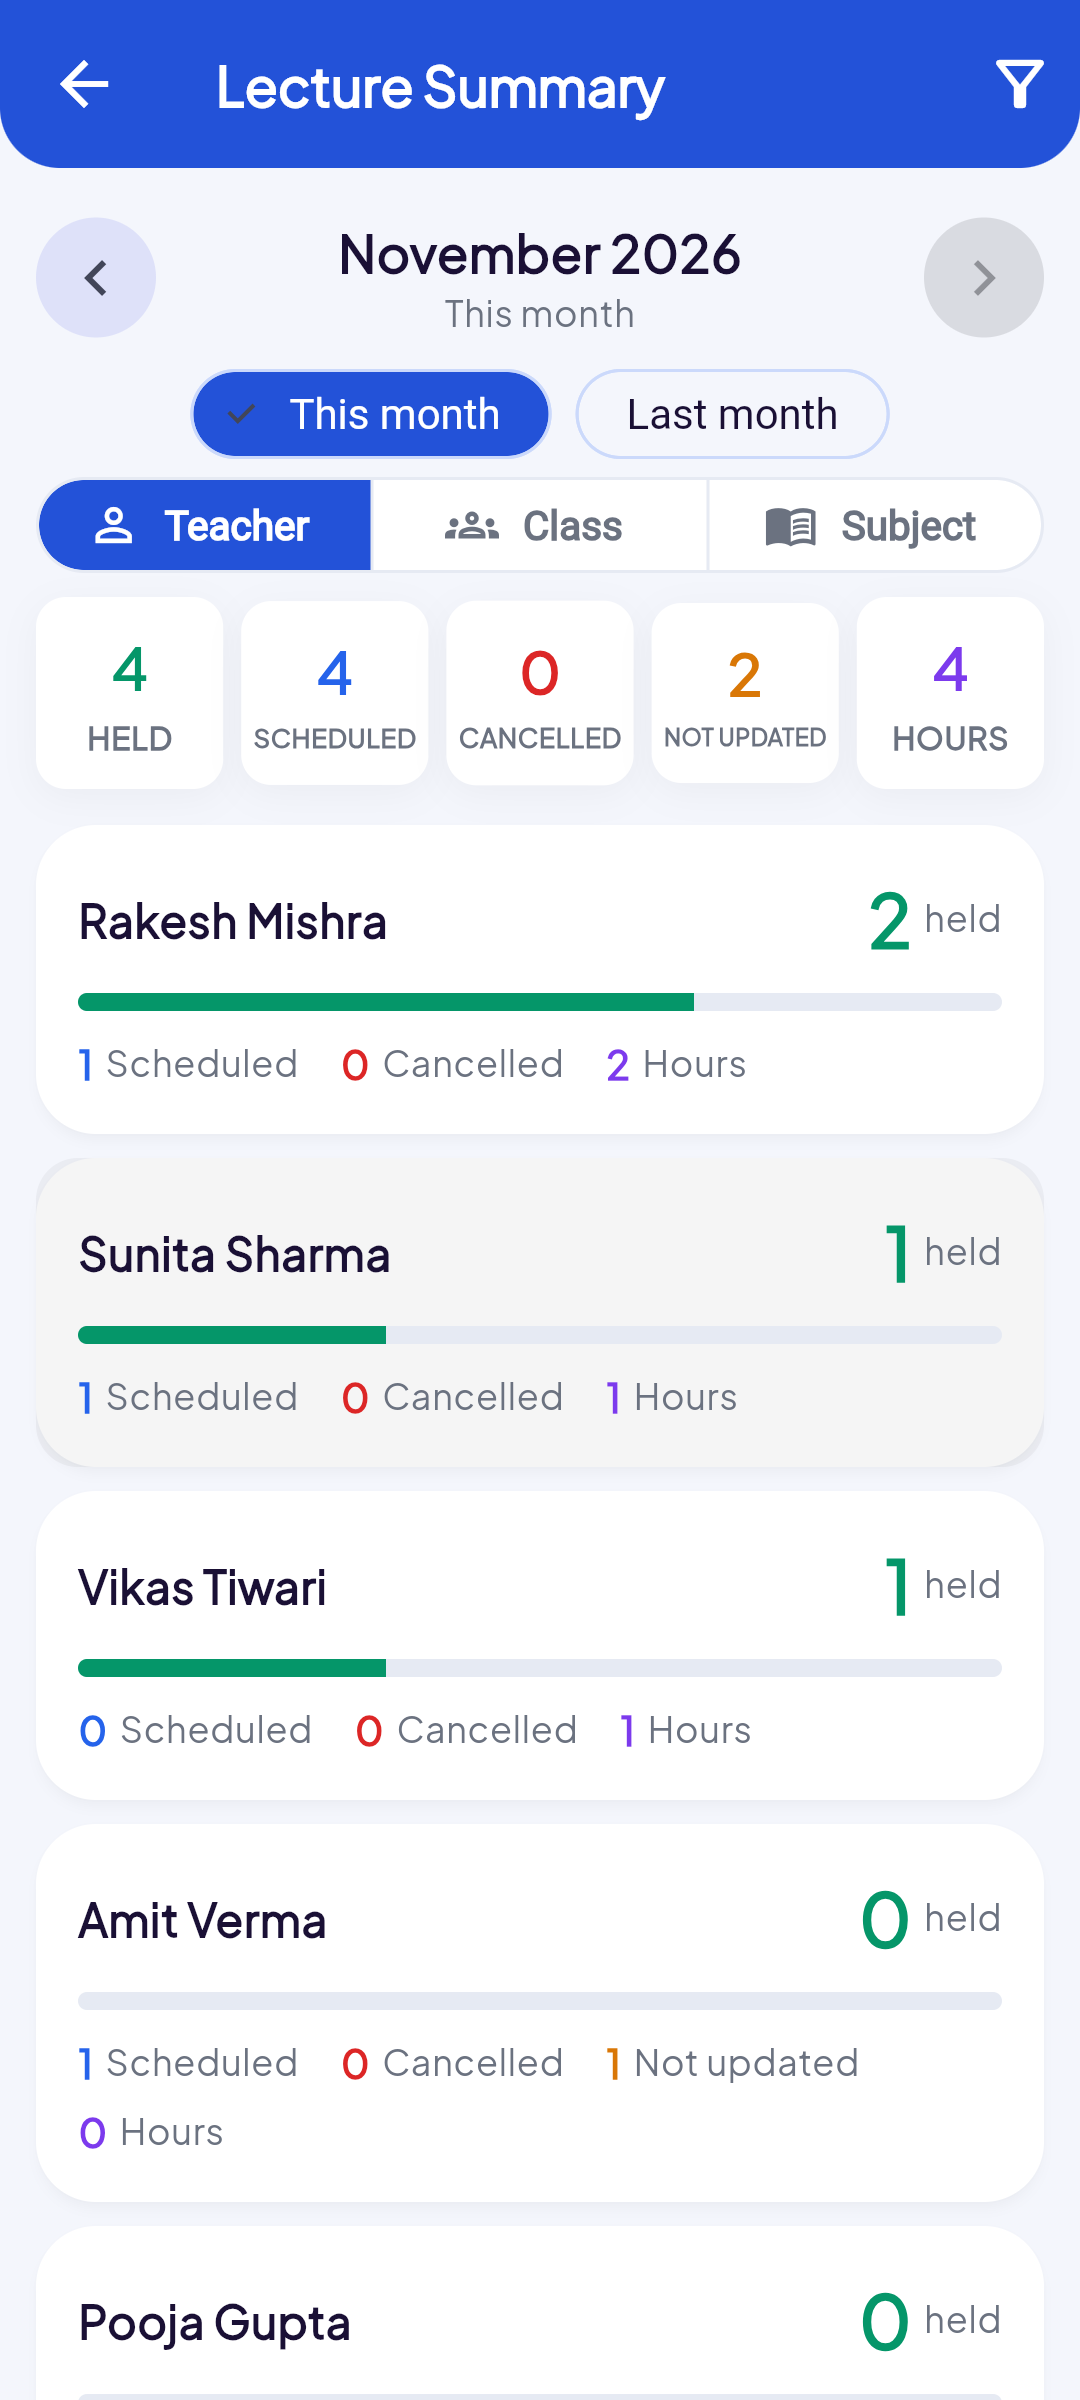 Lecture Summary
November 2026
This month
This month Last month
Teacher Class Subject
4 4 0 2 4
HELD SCHEDULED CANCELLED NOT UPDATED HOURS
Rakesh Mishra 2 held
1 Scheduled 0 Cancelled 2 Hours
Sunita Sharma 1 held
1 Scheduled 0 Cancelled 1 Hours
Vikas Tiwari 1 held
0 Scheduled 0 Cancelled 1 Hours
Amit Verma 0 held
1 Scheduled 0 Cancelled 1 Not updated
0 Hours
Pooja Gupta 0 held